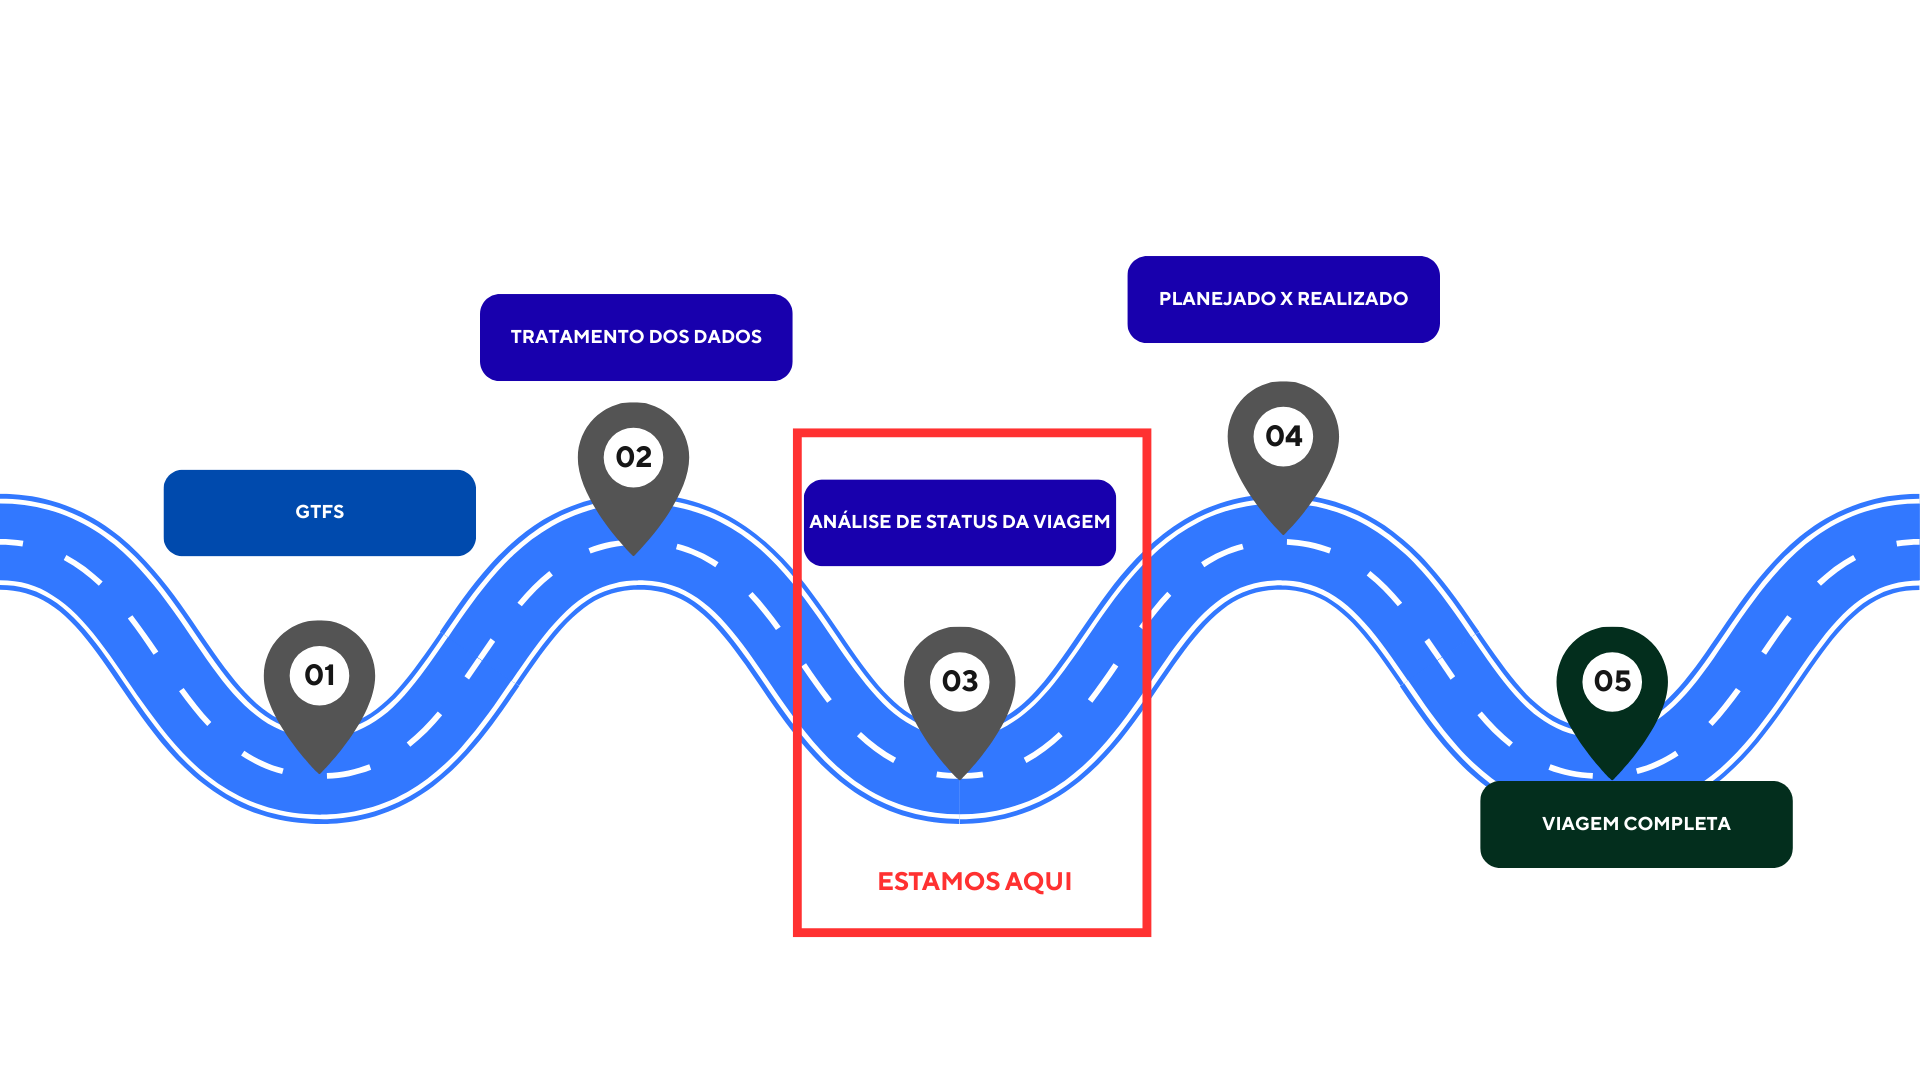 GTFS
01
TRATAMENTO DOS DADOS
02
ANÁLISE DE STATUS DA VIAGEM
03
ESTAMOS AQUI
PLANEJADO X REALIZADO
04
05
VIAGEM COMPLETA